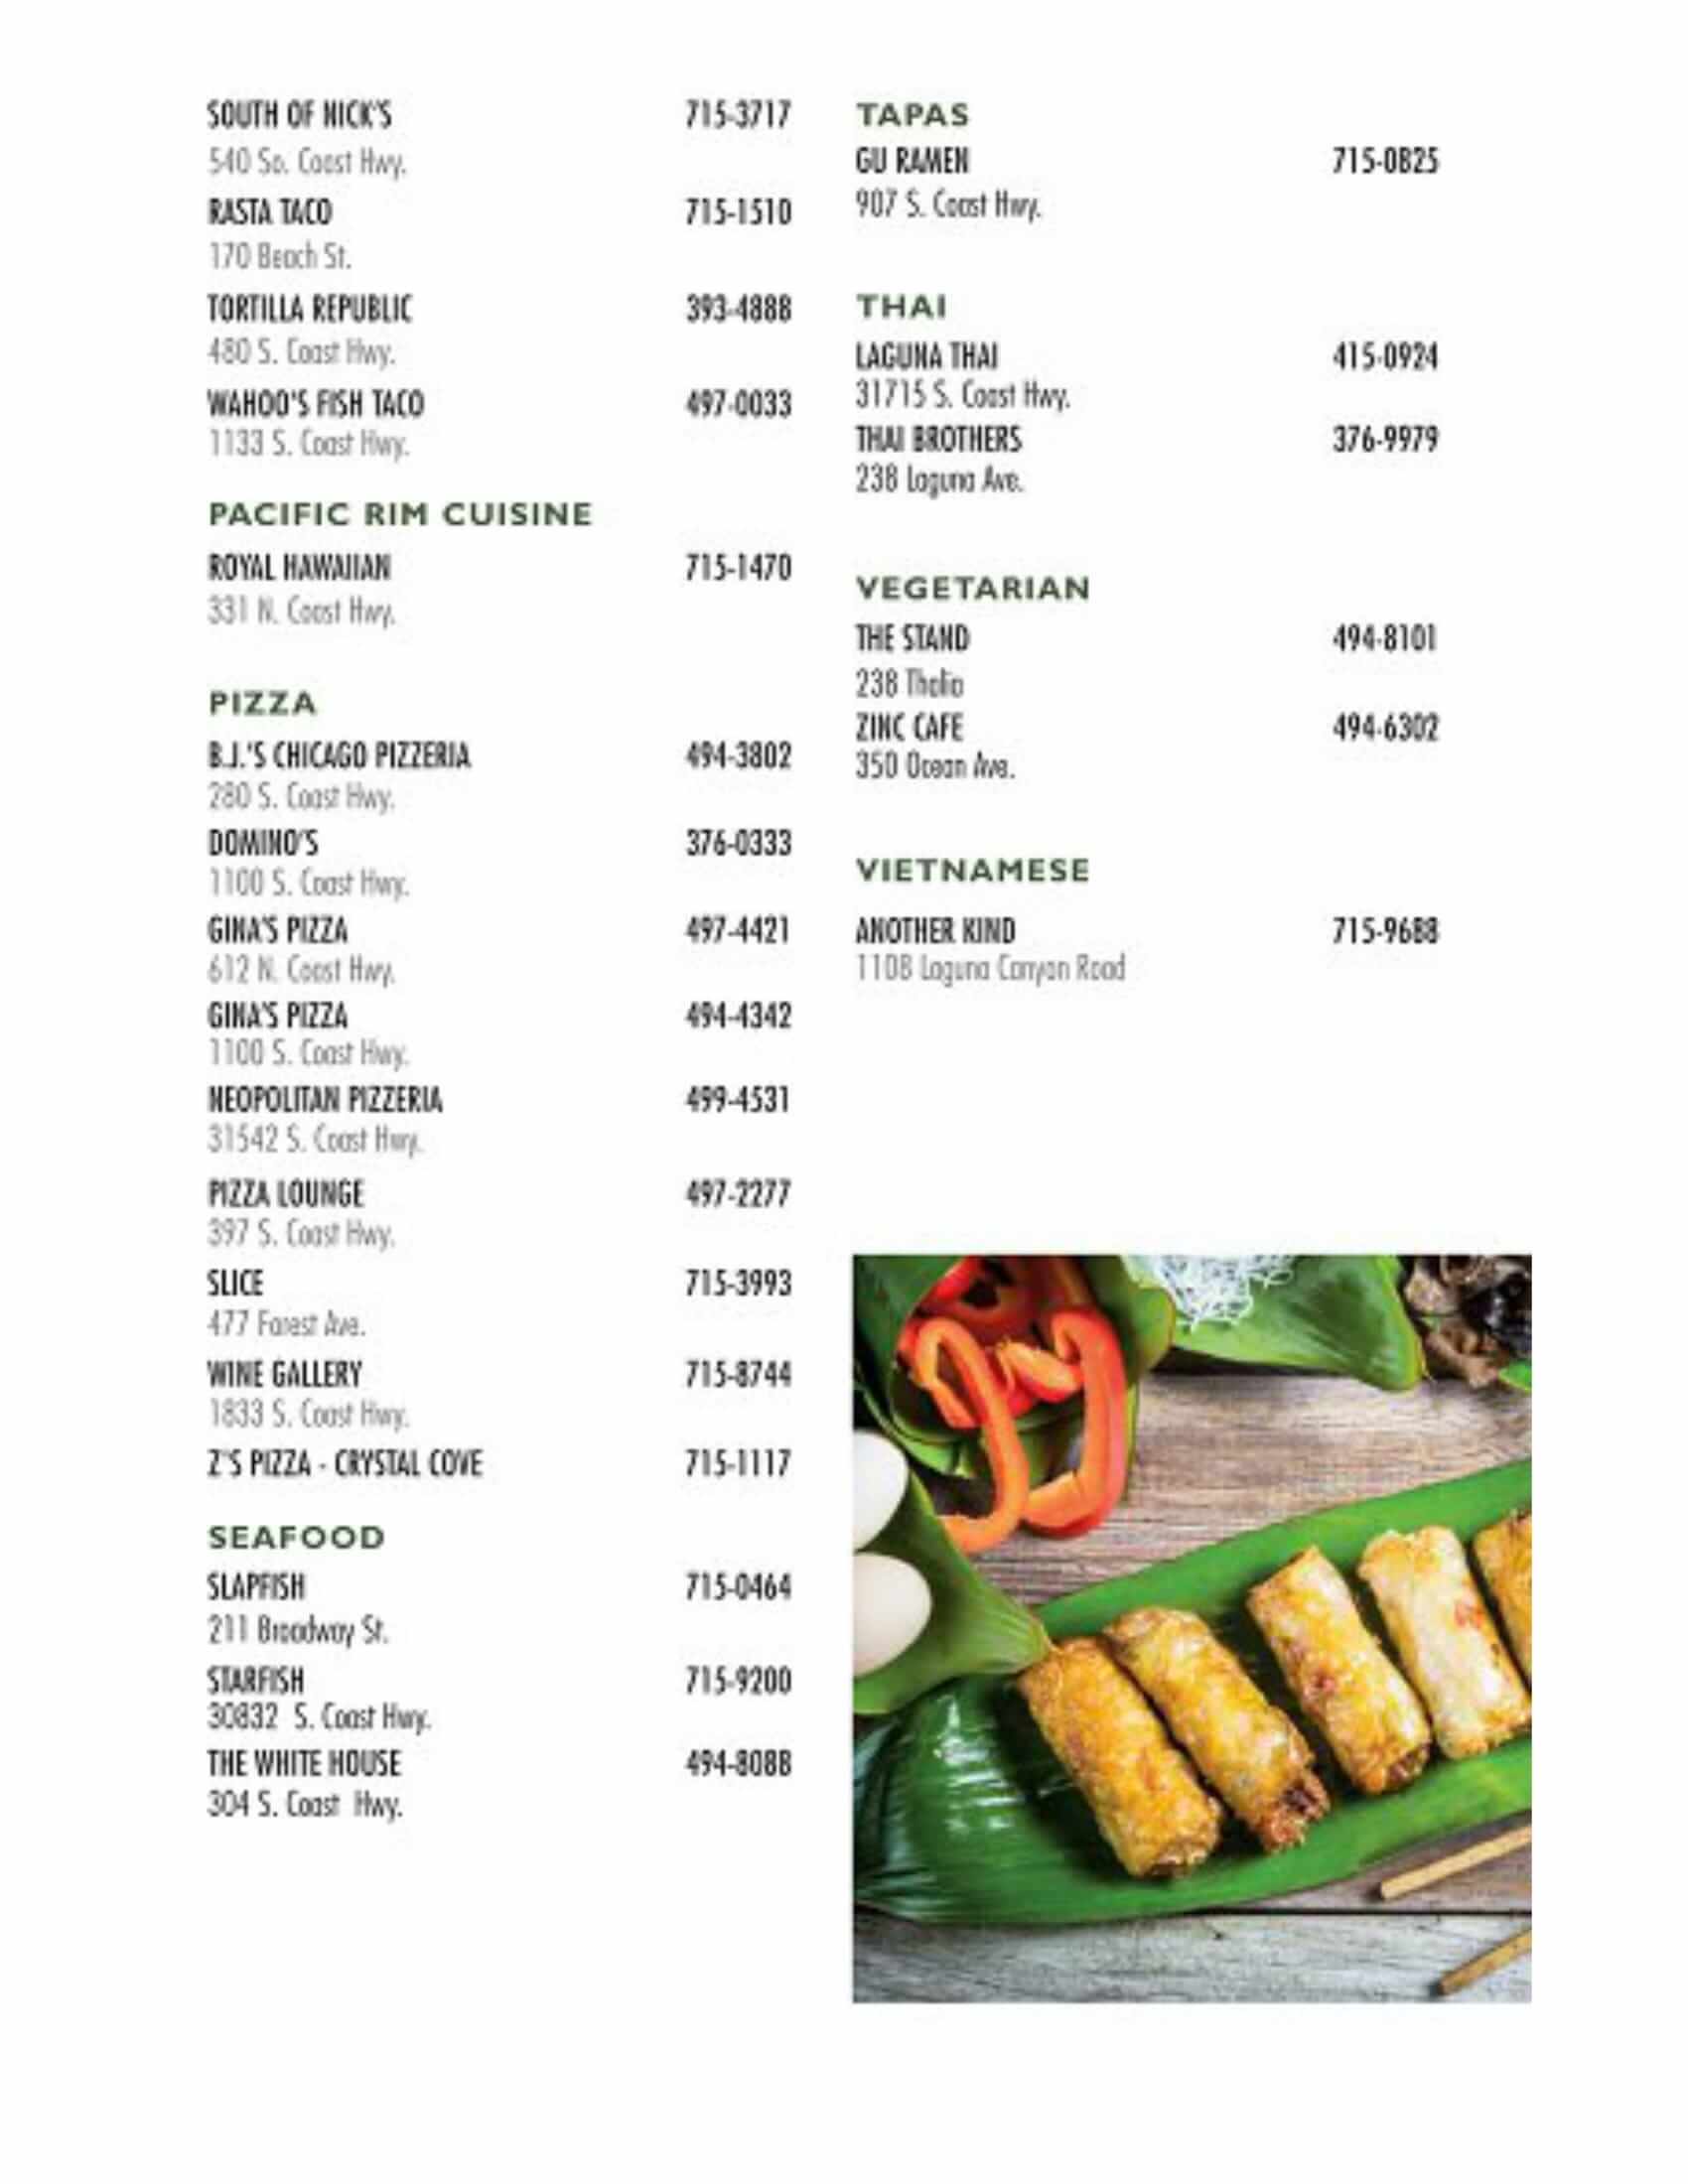 SOUTH OF NICK'S 715-3717
540 So. Coast Hwy.
RASTA TACO 715-1510
170 Beach St.
TORTILLA REPUBLIC 393-4888
480 S. Coast Hwy.
WAHOO'S FISH TACO 497-0033
1133 S. Coast Hwy.
PACIFIC RIM CUISINE
ROYAL HAWAIIAN 715-1470
331 N. Coast Hwy.
PIZZA
B.J.'S CHICAGO PIZZERIA 494-3802
280 S. Coast Hwy.
DOMINO'S 376-0333
1100 S. Coast Hwy.
GINA'S PIZZA 497-4421
612 N. Coast Hwy.
GINA'S PIZZA 494-4342
1100 S. Coast Hwy.
NEOPOLITAN PIZZERIA 499-4531
31542 S. Coast Hwy.
PIZZA LOUNGE 497-2277
397 S. Coast Hwy.
SLICE 715-3993
477 Forest Ave.
WINE GALLERY 715-8744
1833 S. Coast Hwy.
Z'S PIZZA - CRYSTAL COVE 715-1117
SEAFOOD
SLAPFISH 715-0464
211 Broadway St.
STARFISH 715-9200
30832 S. Coast Hwy.
THE WHITE HOUSE 494-8088
304 S. Coast Hwy.
TAPAS
GU RAMEN 715-0825
907 S. Coast Hwy.
THAI
LAGUNA THAI 415-0924
31715 S. Coast Hwy.
THAI BROTHERS 376-9979
238 Laguna Ave.
VEGETARIAN
THE STAND 494-8101
238 Thalia
ZINC CAFE 494-6302
350 Ocean Ave.
VIETNAMESE
ANOTHER KIND 715-9688
1108 Laguna Canyon Road